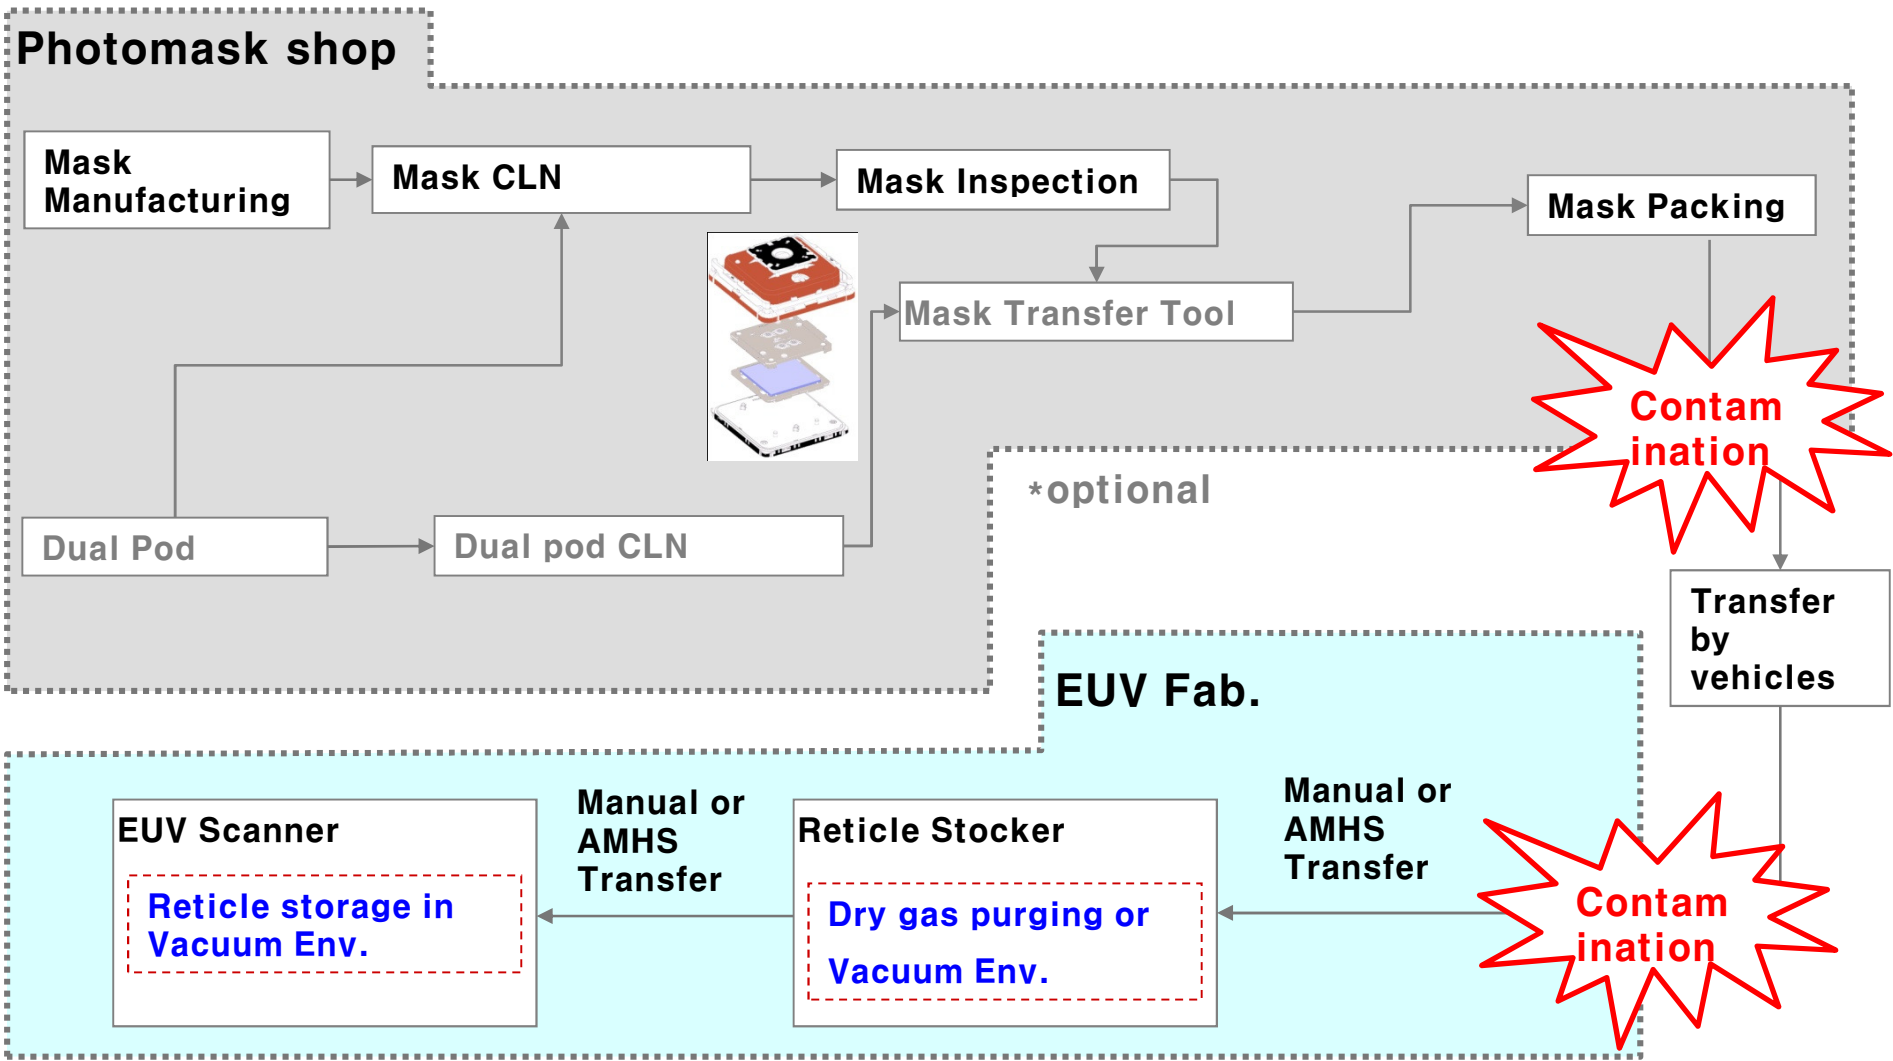 Photomask shop
Mask
Manufacturing
Mask CLN
Mask Inspection
Mask Packing
Mask Transfer Tool
Contam
ination
*optional
Dual Pod
Dual pod CLN
Transfer
by
vehicles
EUV Fab.
EUV Scanner
Reticle storage in
Vacuum Env.
Manual or
AMHS
Transfer
Reticle Stocker
Dry gas purging or
Vacuum Env.
Manual or
AMHS
Transfer
Contam
ination